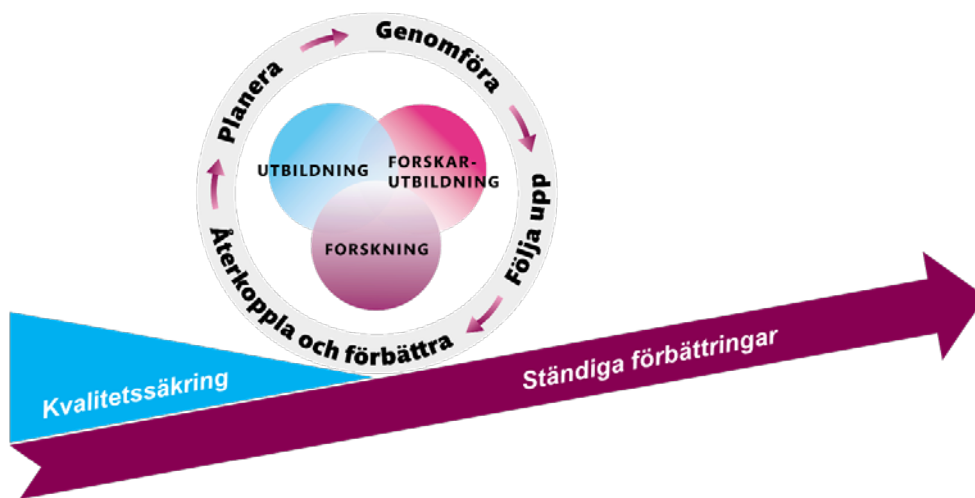 Planera
Genomföra
Följa upp
Återkoppla och förbättra
UTBILDNING
FORSKAR-
UTBILDNING
FORSKNING
Kvalitetssäkring
Ständiga förbättringar